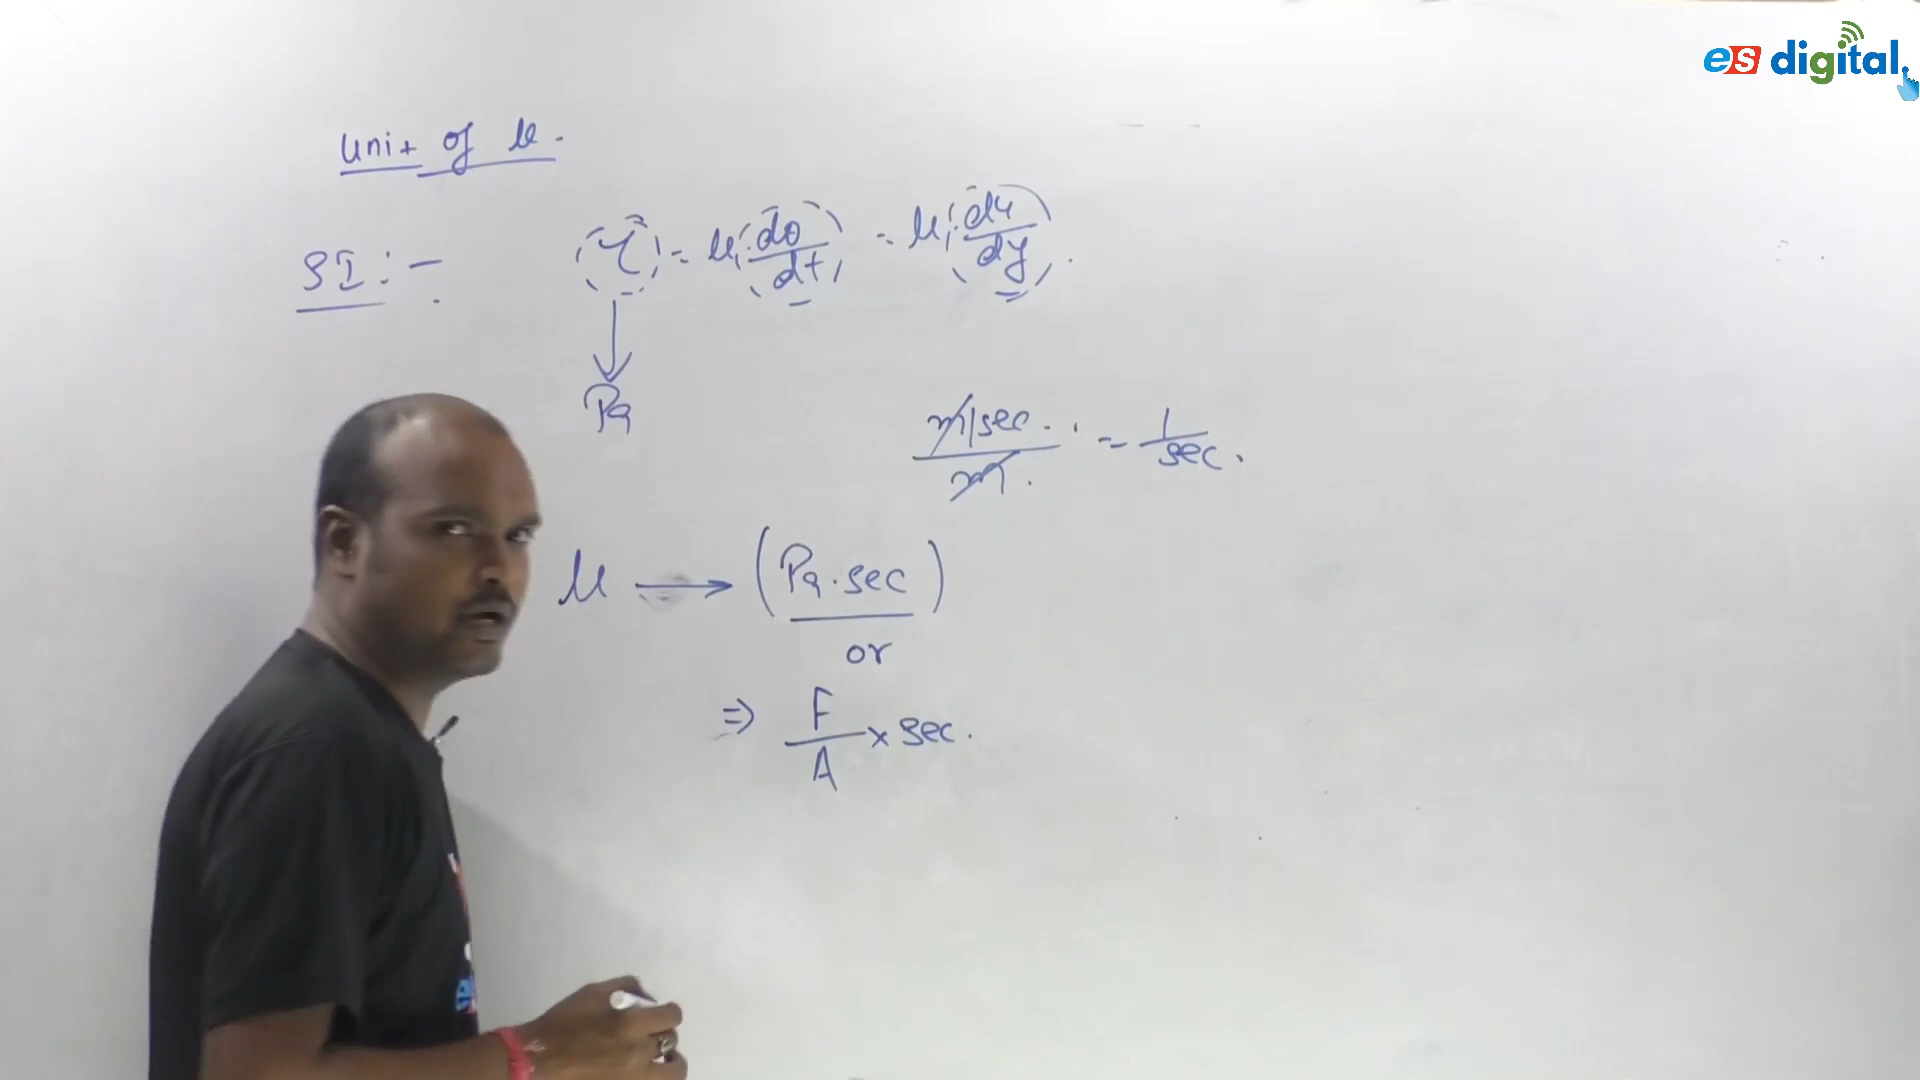 es digital.
Unit of μ.
SI :-
τ = μ dθ/dt = μ du/dy.
Pa
m/sec. / m. = 1/sec.
μ → (Pa.sec)
or
⇒ F/A × sec.